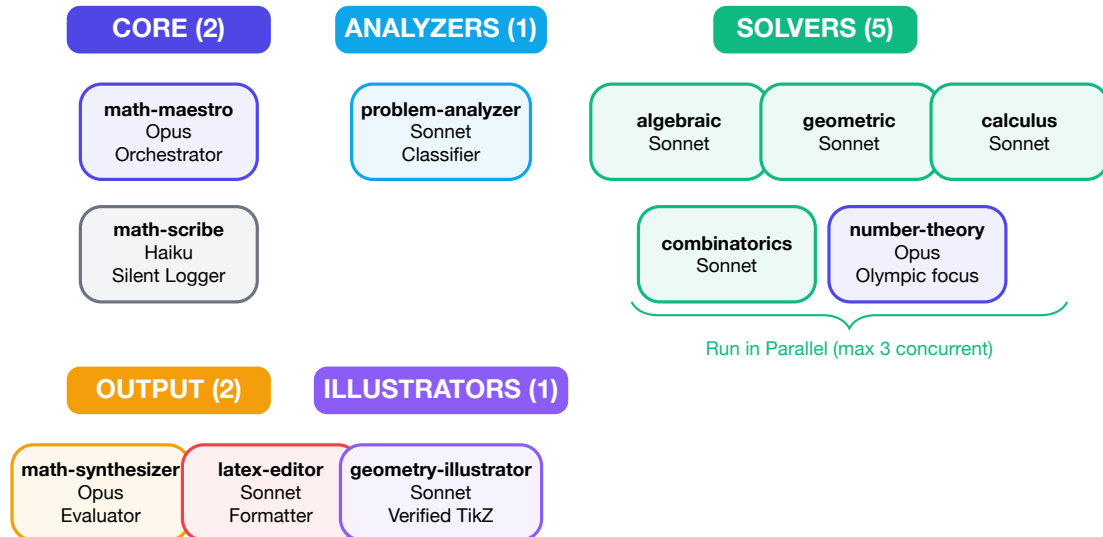 CORE (2)
ANALYZERS (1)
SOLVERS (5)
math-maestro
Opus
Orchestrator
problem-analyzer
Sonnet
Classifier
algebraic
Sonnet
geometric
Sonnet
calculus
Sonnet
math-scribe
Haiku
Silent Logger
combinatorics
Sonnet
number-theory
Opus
Olympic focus
Run in Parallel (max 3 concurrent)
OUTPUT (2)
ILLUSTRATORS (1)
math-synthesizer
Opus
Evaluator
latex-editor
Sonnet
Formatter
geometry-illustrator
Sonnet
Verified TikZ